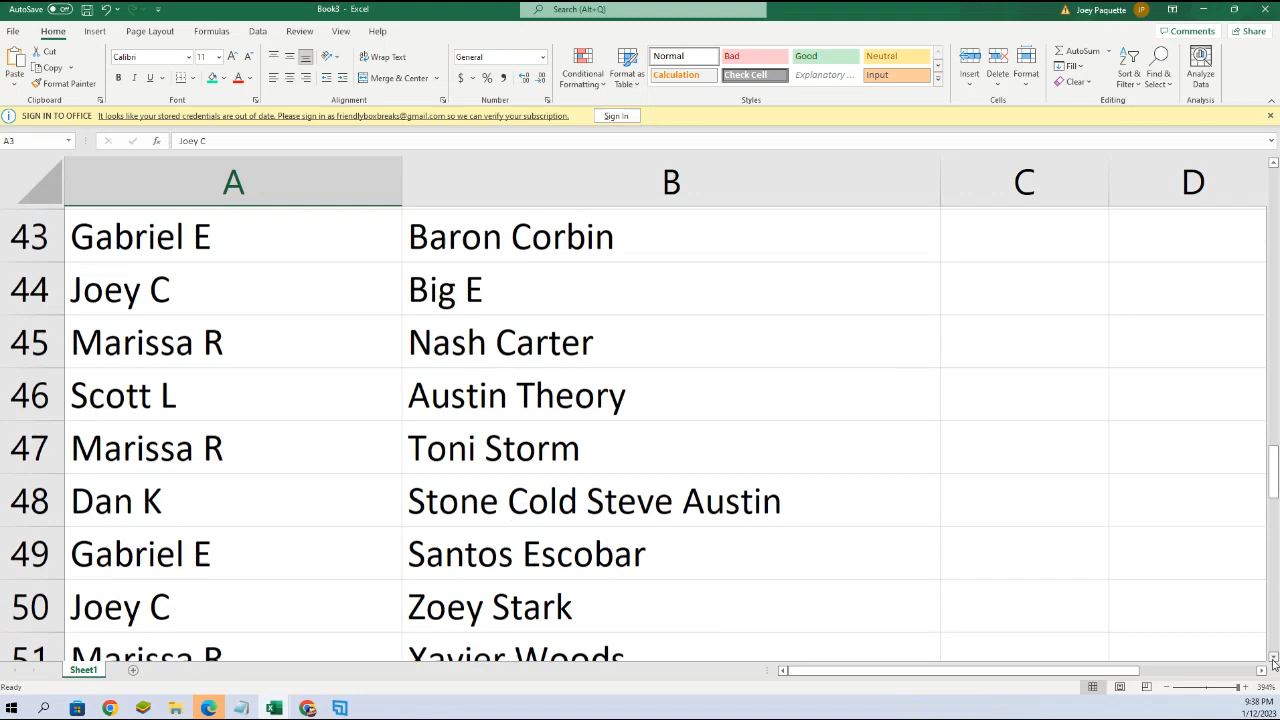 AutoSave Off Book3 - Excel Search (Alt+Q) Joey Paquette JP
File Home Insert Page Layout Formulas Data Review View Help Comments Share
Paste Cut Copy Format Painter Clipboard
Calibri 11 B I U Font
Wrap Text Merge & Center Alignment
General $ % Number
Conditional Formatting Format as Table
Normal Bad Good Neutral
Calculation Check Cell Explanatory ... Input
Styles
Insert Delete Format Cells
AutoSum Fill Clear Sort & Filter Find & Select Editing
Analyze Data Analysis
SIGN IN TO OFFICE It looks like your stored credentials are out of date. Please sign in as friendlyboxbreaks@gmail.com so we can verify your subscription. Sign In
A3 fx Joey C
A B C D
43 Gabriel E Baron Corbin
44 Joey C Big E
45 Marissa R Nash Carter
46 Scott L Austin Theory
47 Marissa R Toni Storm
48 Dan K Stone Cold Steve Austin
49 Gabriel E Santos Escobar
50 Joey C Zoey Stark
51 Marissa R Xavier Woods
Sheet1
Ready 394%
9:38 PM
1/12/2023